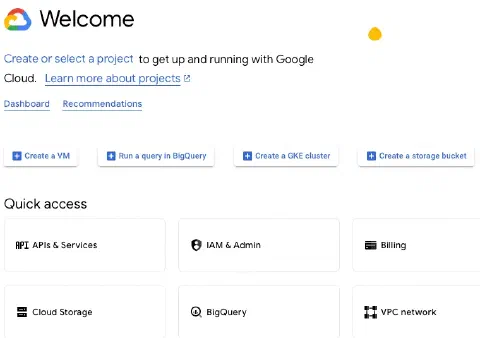 Welcome
Create or select a project to get up and running with Google
Cloud. Learn more about projects
Dashboard Recommendations
Create a VM Run a query in BigQuery Create a GKE cluster Create a storage bucket
Quick access
API APIs & Services IAM & Admin Billing
Cloud Storage BigQuery VPC network